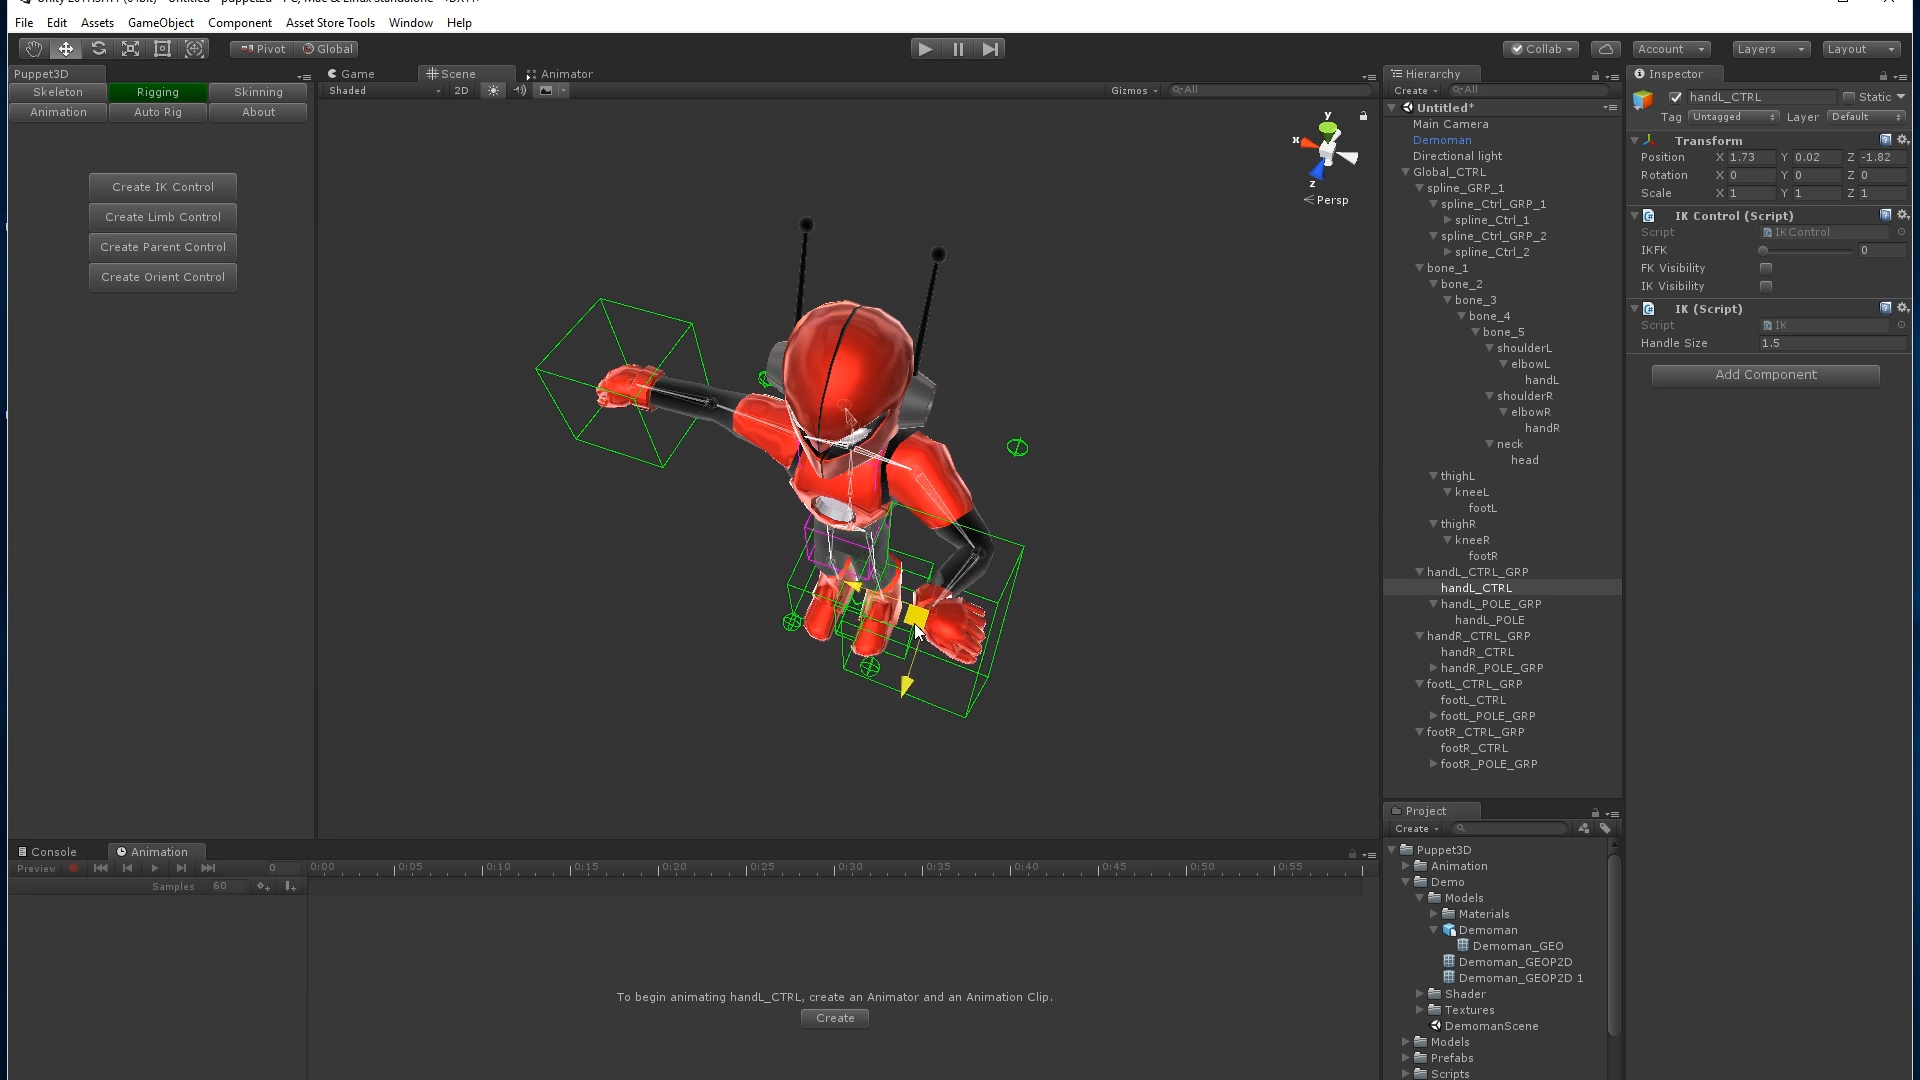 File Edit Assets GameObject Component Asset Store Tools Window Help
Pivot Global
Collab Account Layers Layout
Puppet3D
Skeleton Rigging Skinning
Animation Auto Rig About
Create IK Control
Create Limb Control
Create Parent Control
Create Orient Control
Game Scene Animator
Shaded 2D Gizmos All
y
x
z
Persp
Hierarchy
Create All
Untitled*
Main Camera
Demoman
Directional light
Global_CTRL
spline_GRP_1
spline_Ctrl_GRP_1
spline_Ctrl_1
spline_Ctrl_GRP_2
spline_Ctrl_2
bone_1
bone_2
bone_3
bone_4
bone_5
shoulderL
elbowL
handL
shoulderR
elbowR
handR
neck
head
thighL
kneeL
footL
thighR
kneeR
footR
handL_CTRL_GRP
handL_CTRL
handL_POLE_GRP
handL_POLE
handR_CTRL_GRP
handR_CTRL
handR_POLE_GRP
footL_CTRL_GRP
footL_CTRL
footL_POLE_GRP
footR_CTRL_GRP
footR_CTRL
footR_POLE_GRP
Inspector
handL_CTRL Static
Tag Untagged Layer Default
Transform
Position X 1.73 Y 0.02 Z -1.82
Rotation X 0 Y 0 Z 0
Scale X 1 Y 1 Z 1
IK Control (Script)
Script IKControl
IKFK 0
FK Visibility
IK Visibility
IK (Script)
Script IK
Handle Size 1.5
Add Component
Project
Create
Puppet3D
Animation
Demo
Models
Materials
Demoman
Demoman_GEO
Demoman_GEOP2D
Demoman_GEOP2D 1
Shader
Textures
DemomanScene
Models
Prefabs
Scripts
Console Animation
Preview 0 0:00 0:05 0:10 0:15 0:20 0:25 0:30 0:35 0:40 0:45 0:50 0:55
Samples 60
To begin animating handL_CTRL, create an Animator and an Animation Clip.
Create